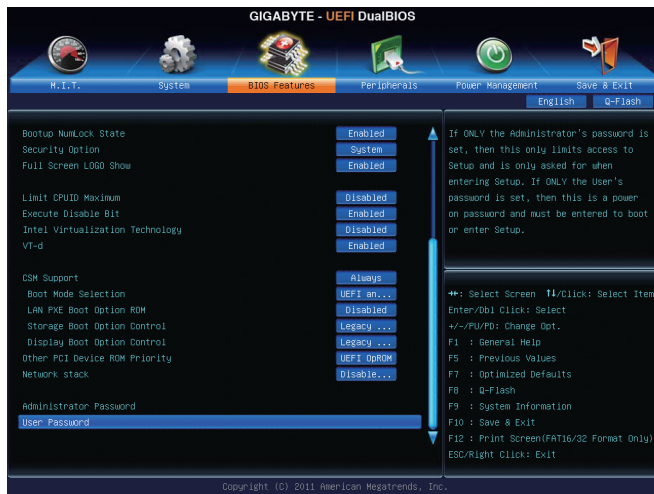 GIGABYTE - UEFI DualBIOS
M.I.T.
System
BIOS Features
Peripherals
Power Management
Save & Exit
English
Q-Flash
Bootup NumLock State Enabled
Security Option System
Full Screen LOGO Show Enabled
Limit CPUID Maximum Disabled
Execute Disable Bit Enabled
Intel Virtualization Technology Disabled
VT-d Enabled
CSM Support Always
Boot Mode Selection UEFI an...
LAN PXE Boot Option ROM Disabled
Storage Boot Option Control Legacy ...
Display Boot Option Control Legacy ...
Other PCI Device ROM Priority UEFI OpROM
Network stack Disable...
Administrator Password
User Password
If ONLY the Administrator's password is
set, then this only limits access to
Setup and is only asked for when
entering Setup. If ONLY the User's
password is set, then this is a power
on password and must be entered to boot
or enter Setup.
→←: Select Screen ↑↓/Click: Select Item
Enter/Dbl Click: Select
+/-/PU/PD: Change Opt.
F1 : General Help
F5 : Previous Values
F7 : Optimized Defaults
F8 : Q-Flash
F9 : System Information
F10 : Save & Exit
F12 : Print Screen(FAT16/32 Format Only)
ESC/Right Click: Exit
Copyright (C) 2011 American Megatrends, Inc.